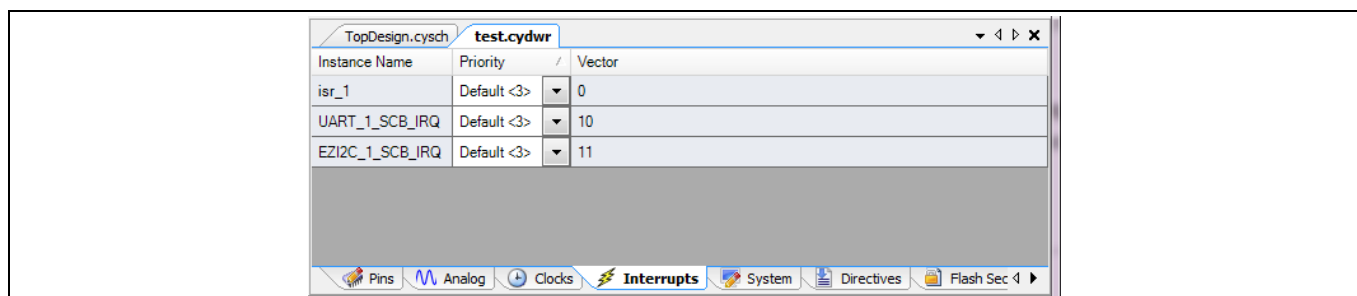 TopDesign.cysch test.cydwr
Instance Name Priority Vector
isr_1 Default <3> 0
UART_1_SCB_IRQ Default <3> 10
EZI2C_1_SCB_IRQ Default <3> 11
Pins Analog Clocks Interrupts System Directives Flash Sec